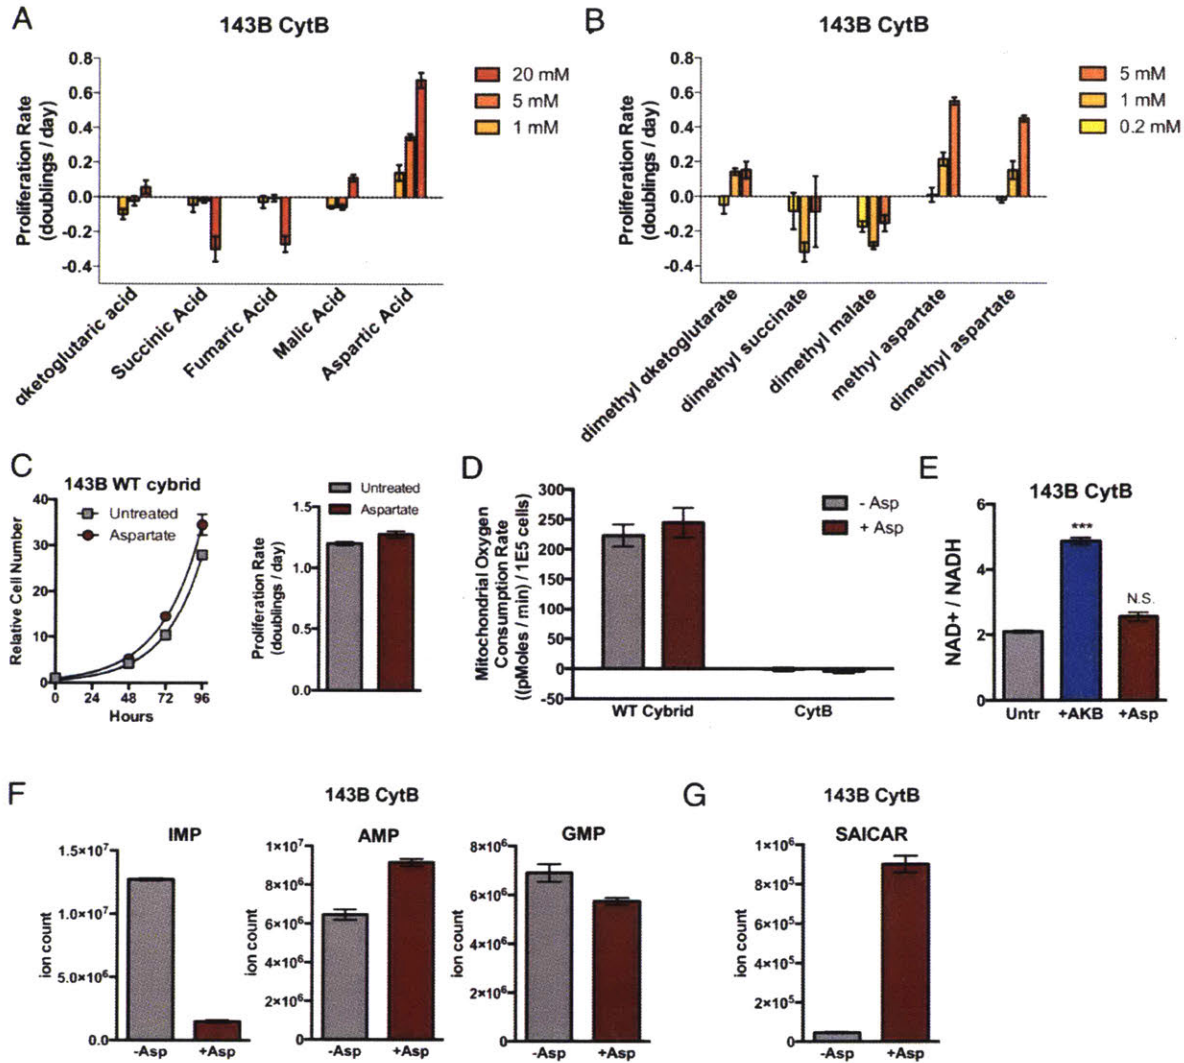 A
143B CytB
Proliferation Rate
(doublings / day)
0.8
0.6
0.4
0.2
0.0
-0.2
-0.4
20 mM
5 mM
1 mM
αketoglutaric acid
Succinic Acid
Fumaric Acid
Malic Acid
Aspartic Acid
B
143B CytB
Proliferation Rate
(doublings / day)
0.8
0.6
0.4
0.2
0.0
-0.2
-0.4
5 mM
1 mM
0.2 mM
dimethyl αketoglutarate
dimethyl succinate
dimethyl malate
methyl aspartate
dimethyl aspartate
C
143B WT cybrid
Relative Cell Number
40
30
20
10
0
Untreated
Aspartate
0 24 48 72 96
Hours
Untreated
Aspartate
Proliferation Rate
(doublings / day)
1.5
1.0
0.5
0.0
D
Mitochondrial Oxygen
Consumption Rate
((pMoles / min) / 1E5 cells)
300
250
200
150
100
50
0
-50
- Asp
+ Asp
WT Cybrid CytB
E
143B CytB
NAD+ / NADH
6
4
2
0
***
N.S.
Untr +AKB +Asp
F
143B CytB
IMP
ion count
1.5×10⁷
1.0×10⁷
5.0×10⁶
0.0
-Asp +Asp
AMP
ion count
1×10⁷
8×10⁶
6×10⁶
4×10⁶
2×10⁶
0
-Asp +Asp
GMP
ion count
8×10⁶
6×10⁶
4×10⁶
2×10⁶
0
-Asp +Asp
G
143B CytB
SAICAR
ion count
1×10⁶
8×10⁵
6×10⁵
4×10⁵
2×10⁵
0
-Asp +Asp